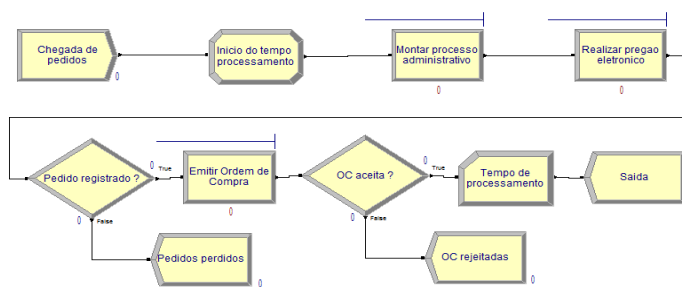 Chegada de
pedidos
0
Inicio do tempo
processamento
Montar processo
administrativo
0
Realizar pregao
eletronico
0
Pedido registrado ?
0
True
0
False
Pedidos perdidos
0
Emitir Ordem de
Compra
0
OC aceita ?
0
True
0
False
OC rejeitadas
0
Tempo de
processamento
Saida